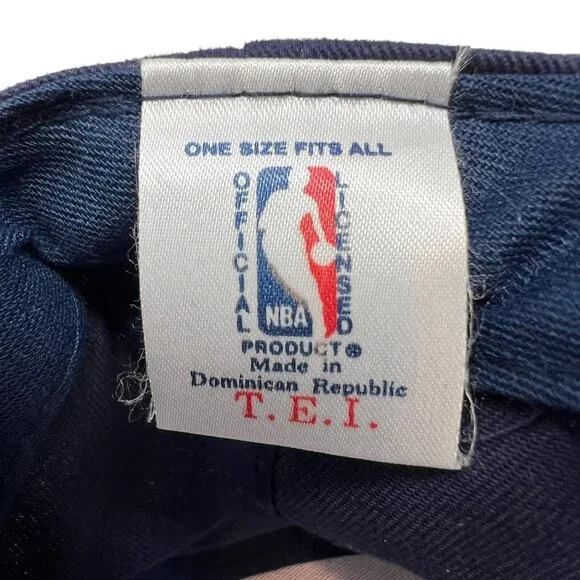 ONE SIZE FITS ALL
OFFICIAL
LICENSED
NBA
PRODUCT®
Made in
Dominican Republic
T.E.I.